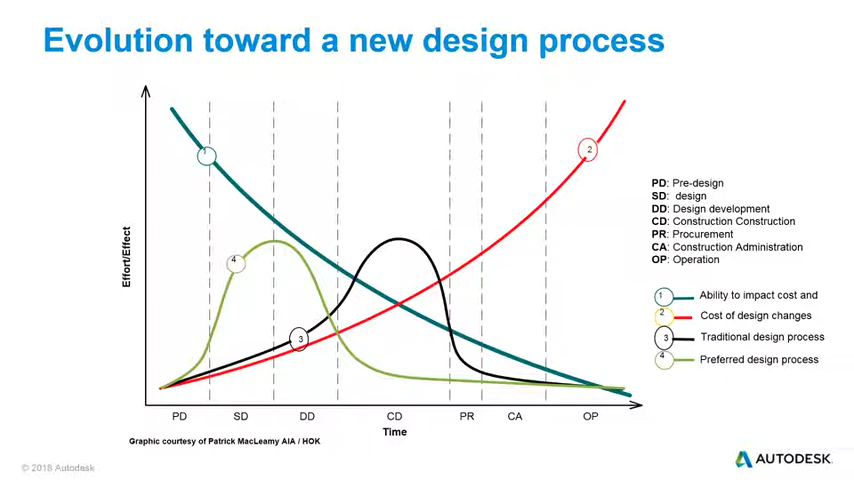 Evolution toward a new design process
Effort/Effect
1
2
3
4
PD SD DD CD PR CA OP
Time
Graphic courtesy of Patrick MacLeamy AIA / HOK
PD: Pre-design
SD: design
DD: Design development
CD: Construction Construction
PR: Procurement
CA: Construction Administration
OP: Operation
1 Ability to impact cost and
2 Cost of design changes
3 Traditional design process
4 Preferred design process
© 2018 Autodesk
AUTODESK.